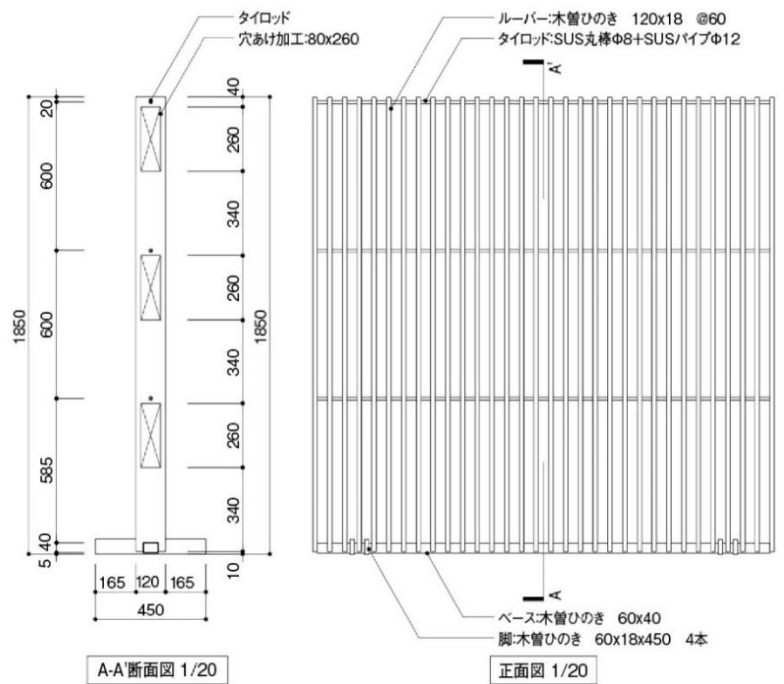 タイロッド
穴あけ加工:80x260
20
600
600
585
40
5
1850
40
260
340
260
340
260
340
10
1850
165 120 165
450
A-A'断面図 1/20
ルーバー:木曽ひのき 120x18 @60
タイロッド:SUS丸棒Φ8+SUSパイプΦ12
A'
A
ベース:木曽ひのき 60x40
脚:木曽ひのき 60x18x450 4本
正面図 1/20